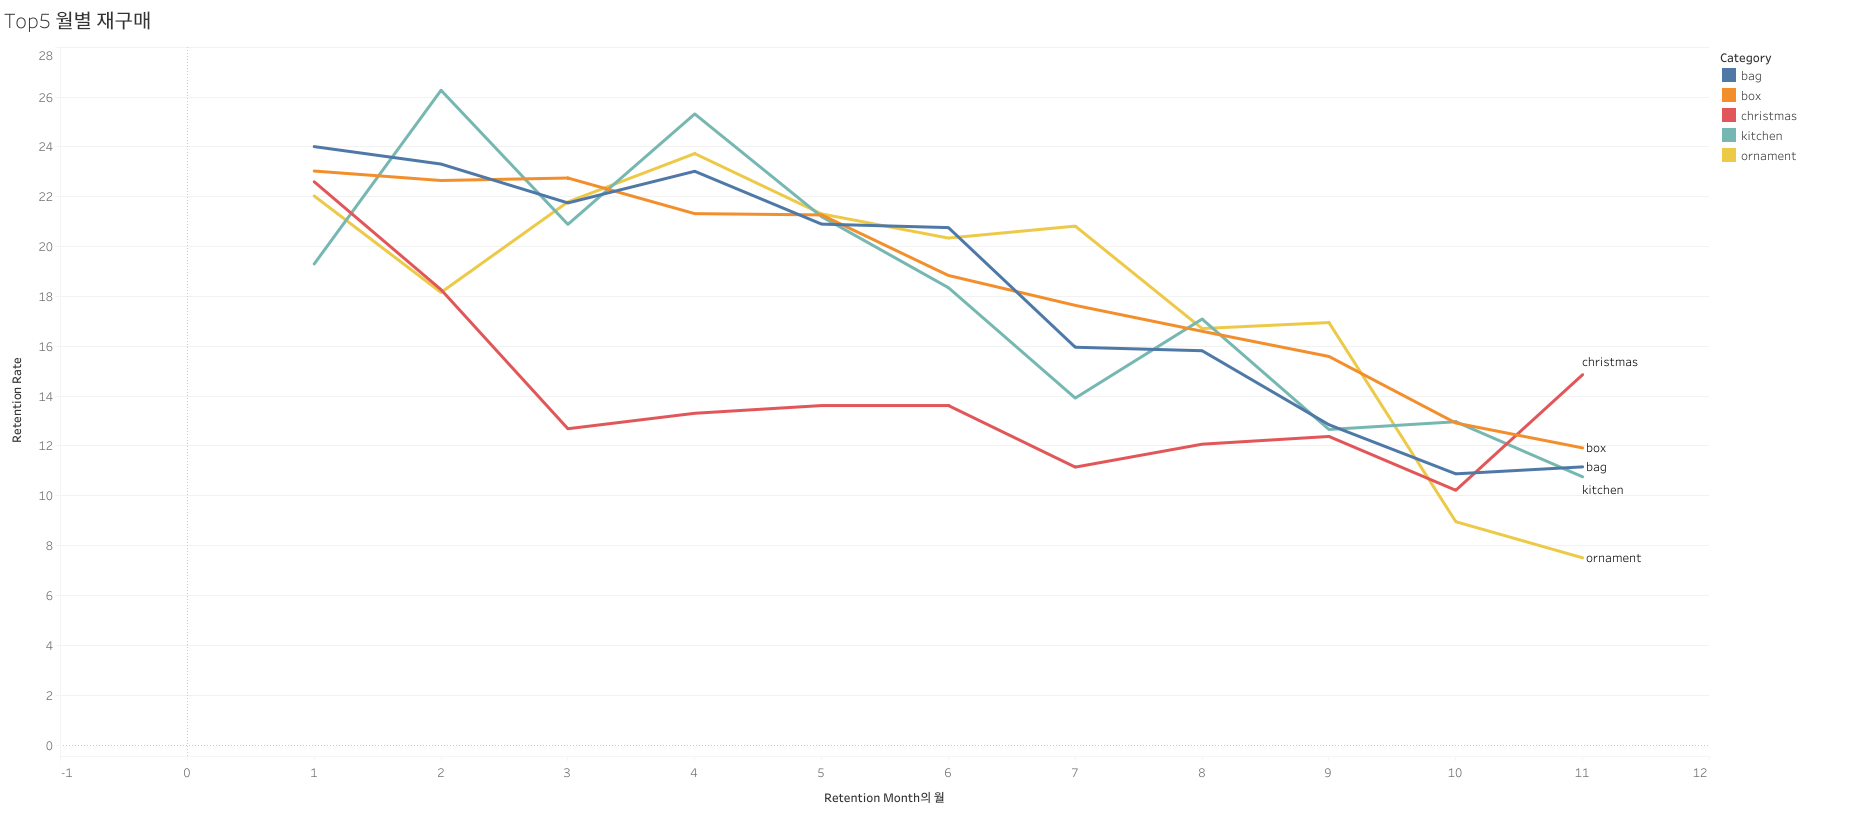 Top5 월별 재구매
28
26
24
22
20
18
16
14
12
10
8
6
4
2
0
Retention Rate
-1 0 1 2 3 4 5 6 7 8 9 10 11 12
Retention Month의 월
christmas
box
bag
kitchen
ornament
Category
bag
box
christmas
kitchen
ornament